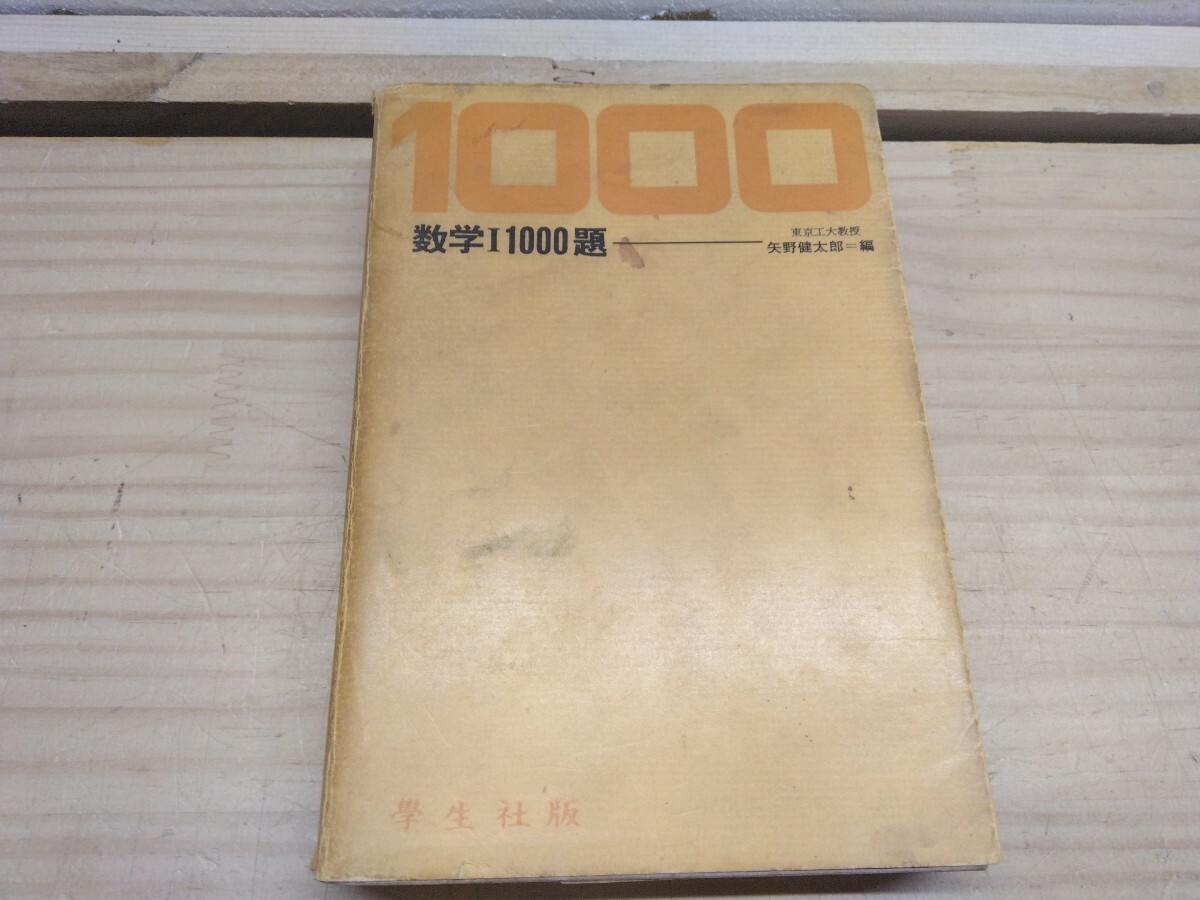 1000
数学I1000題
東京工大教授
矢野健太郎=編
學生社版